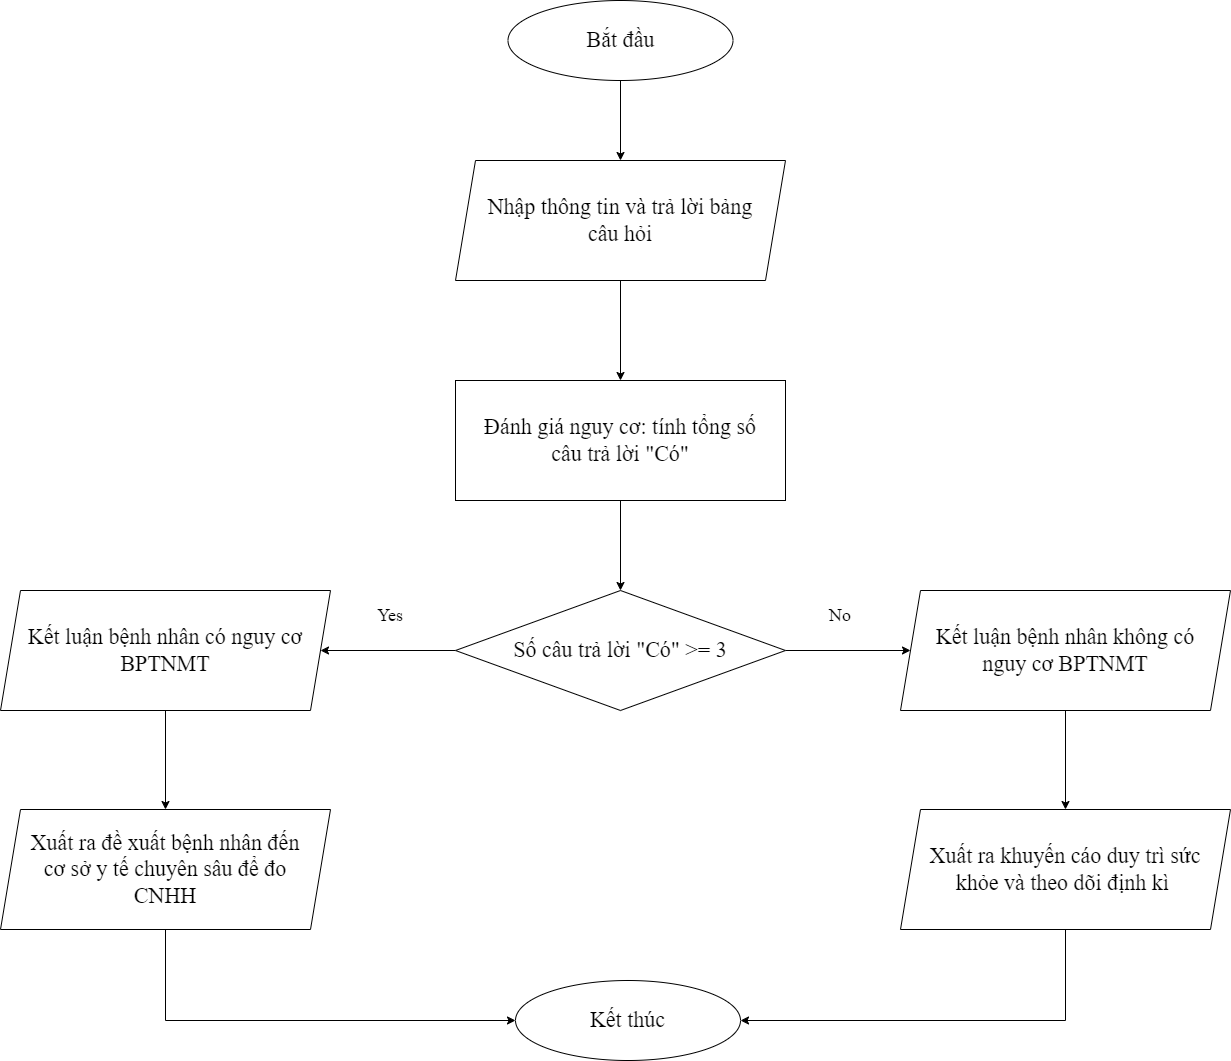 Bắt đầu
Nhập thông tin và trả lời bảng
câu hỏi
Đánh giá nguy cơ: tính tổng số
câu trả lời "Có"
Yes
Số câu trả lời "Có" >= 3
No
Kết luận bệnh nhân có nguy cơ
BPTNMT
Kết luận bệnh nhân không có
nguy cơ BPTNMT
Xuất ra đề xuất bệnh nhân đến
cơ sở y tế chuyên sâu để đo
CNHH
Xuất ra khuyến cáo duy trì sức
khỏe và theo dõi định kì
Kết thúc